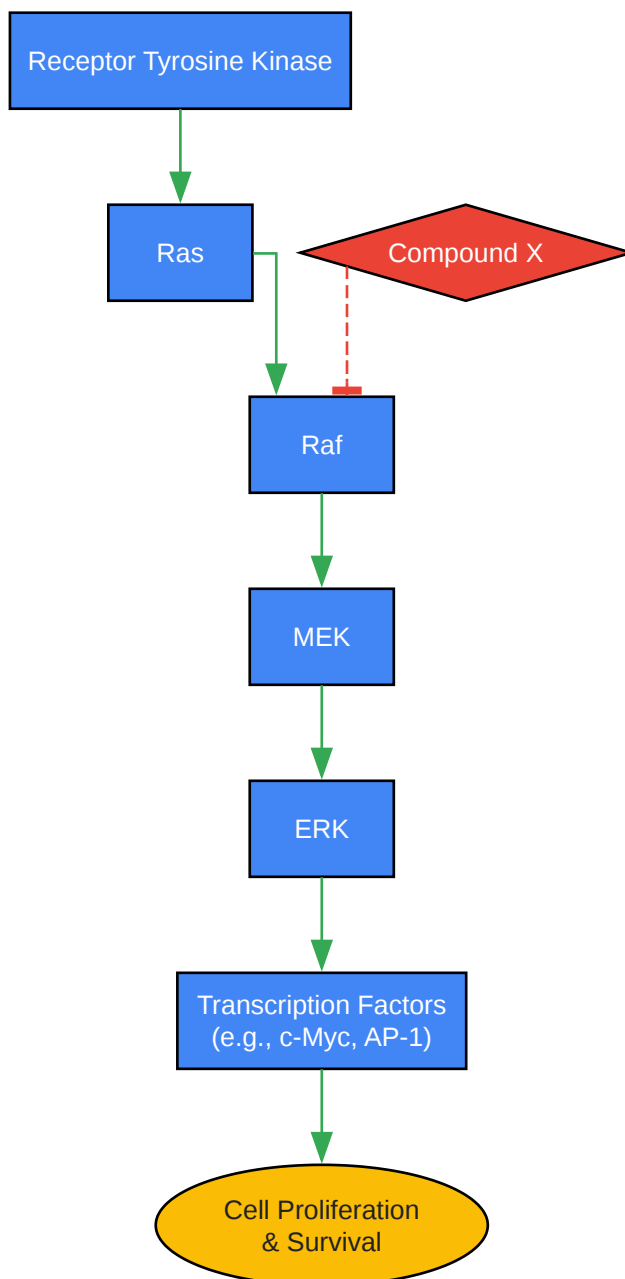 Receptor Tyrosine Kinase
Ras
Compound X
Raf
MEK
ERK
Transcription Factors
(e.g., c-Myc, AP-1)
Cell Proliferation
& Survival